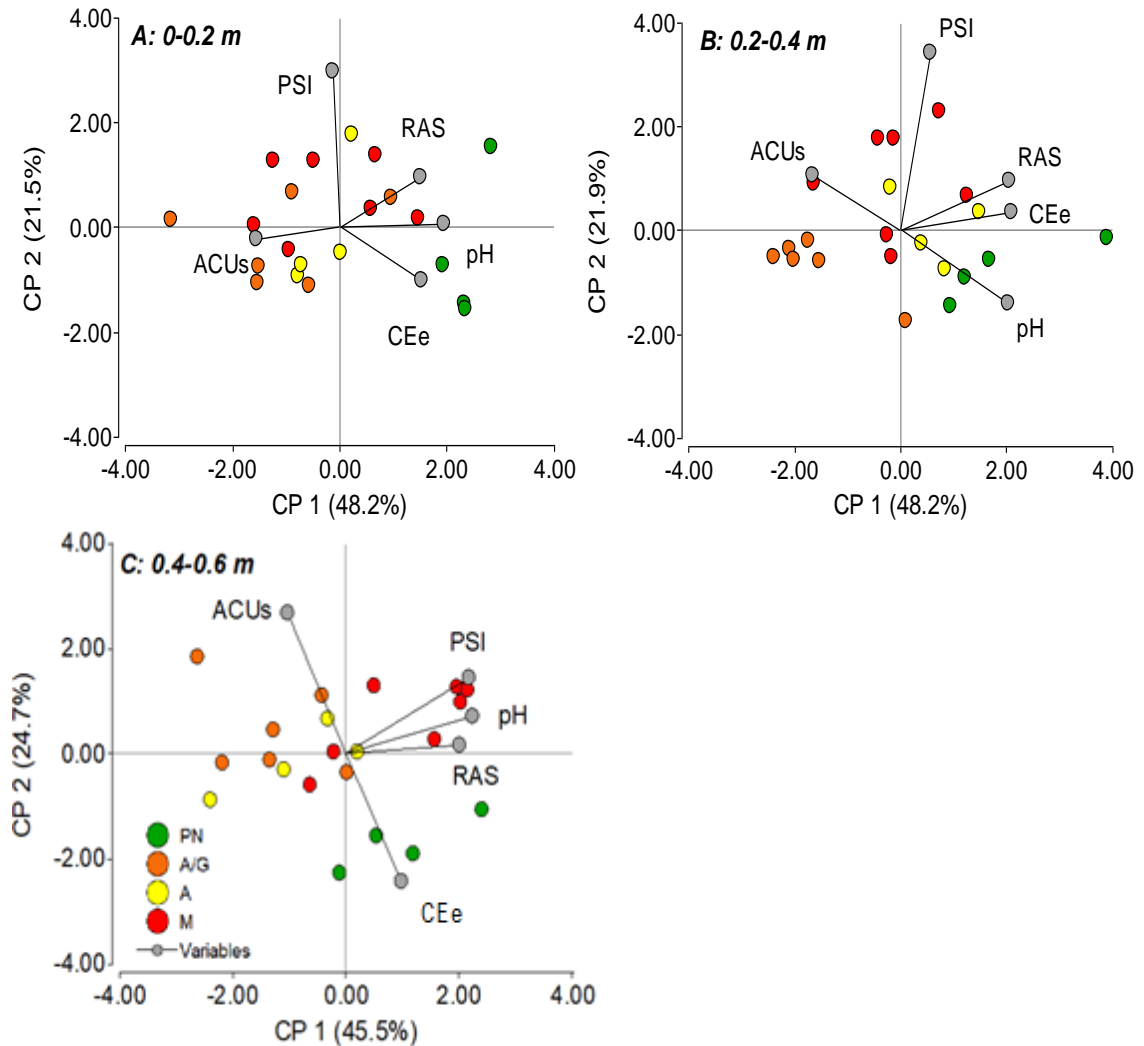 A: 0-0.2 m
4.00
2.00
0.00
-2.00
-4.00
CP 2 (21.5%)
PSI
RAS
pH
ACUs
CEe
-4.00 -2.00 0.00 2.00 4.00
CP 1 (48.2%)
B: 0.2-0.4 m
4.00
2.00
0.00
-2.00
-4.00
CP 2 (21.9%)
PSI
ACUs
RAS
CEe
pH
-4.00 -2.00 0.00 2.00 4.00
CP 1 (48.2%)
C: 0.4-0.6 m
4.00
2.00
0.00
-2.00
-4.00
CP 2 (24.7%)
ACUs
PSI
pH
RAS
CEe
PN
A/G
A
M
Variables
-4.00 -2.00 0.00 2.00 4.00
CP 1 (45.5%)